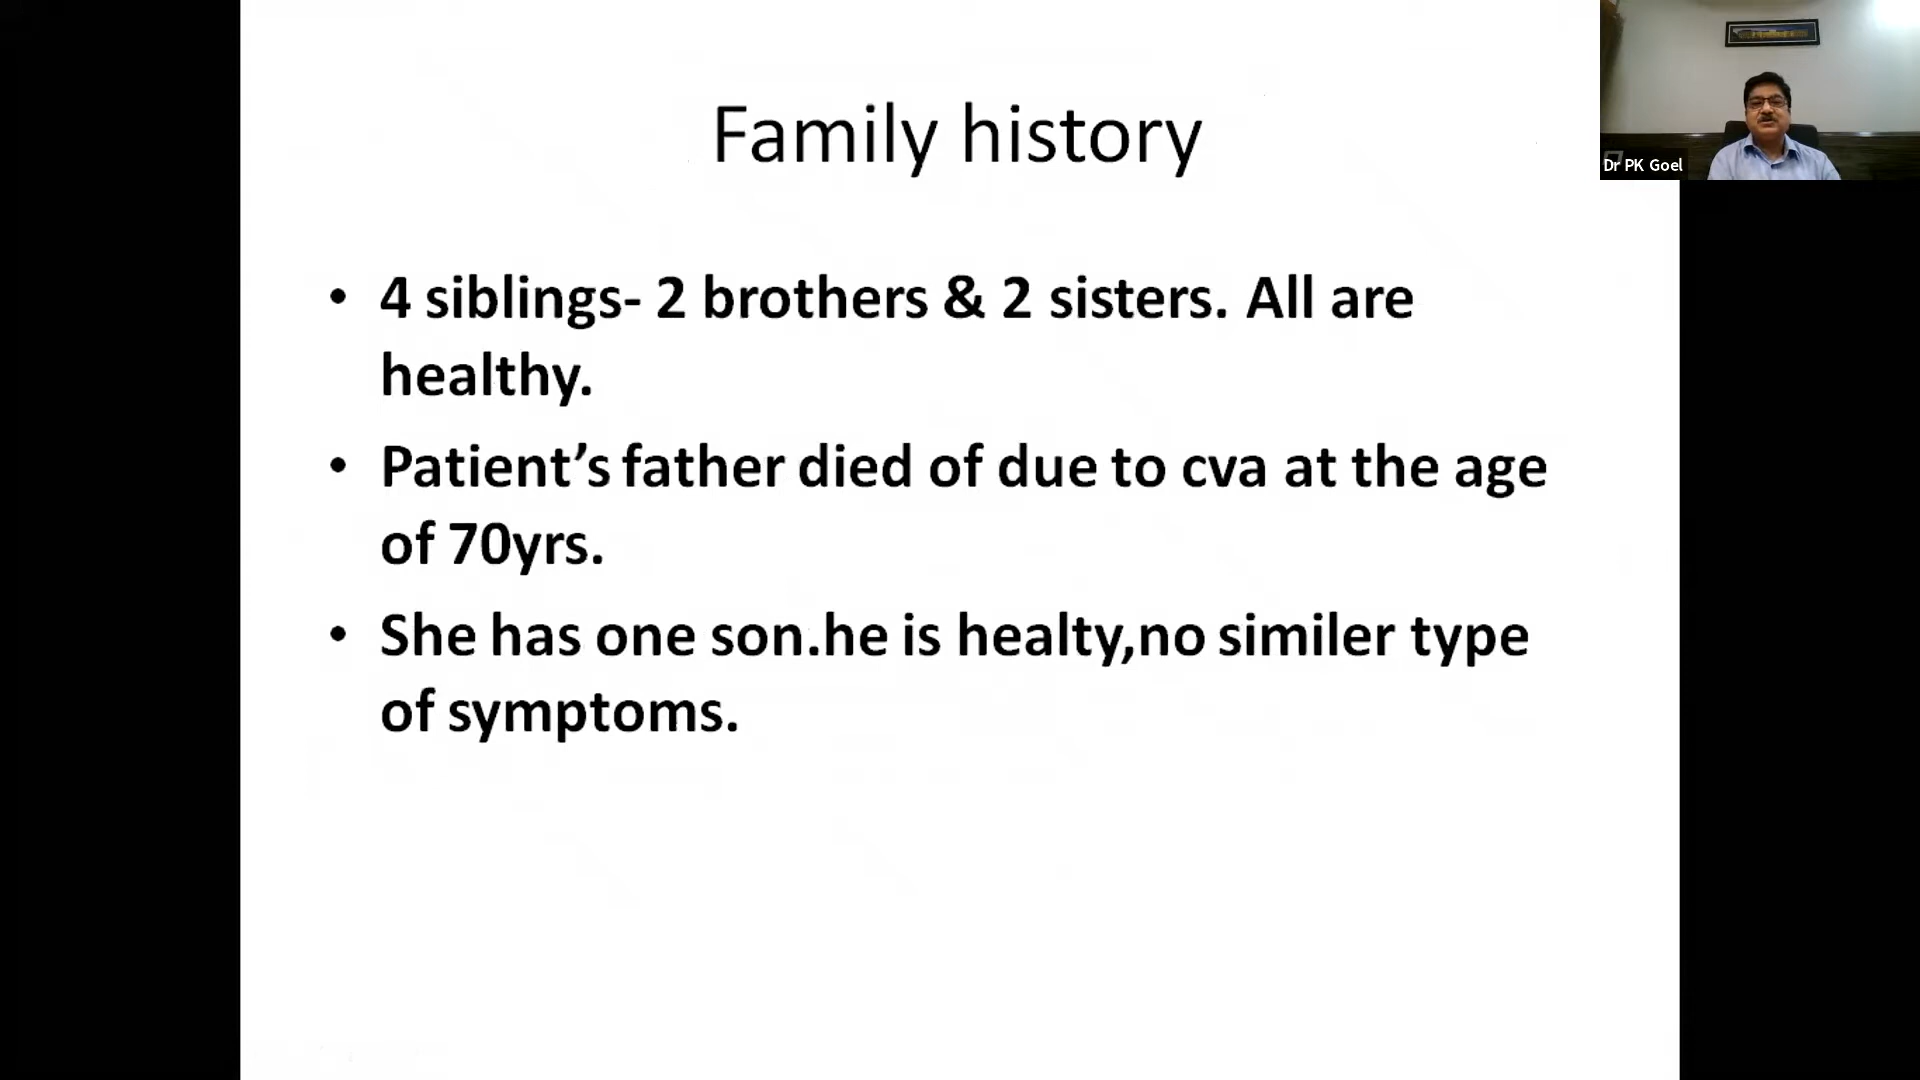 Family history
Dr PK Goel
• 4 siblings- 2 brothers & 2 sisters. All are
healthy.
• Patient’s father died of due to cva at the age
of 70yrs.
• She has one son.he is healty,no similer type
of symptoms.